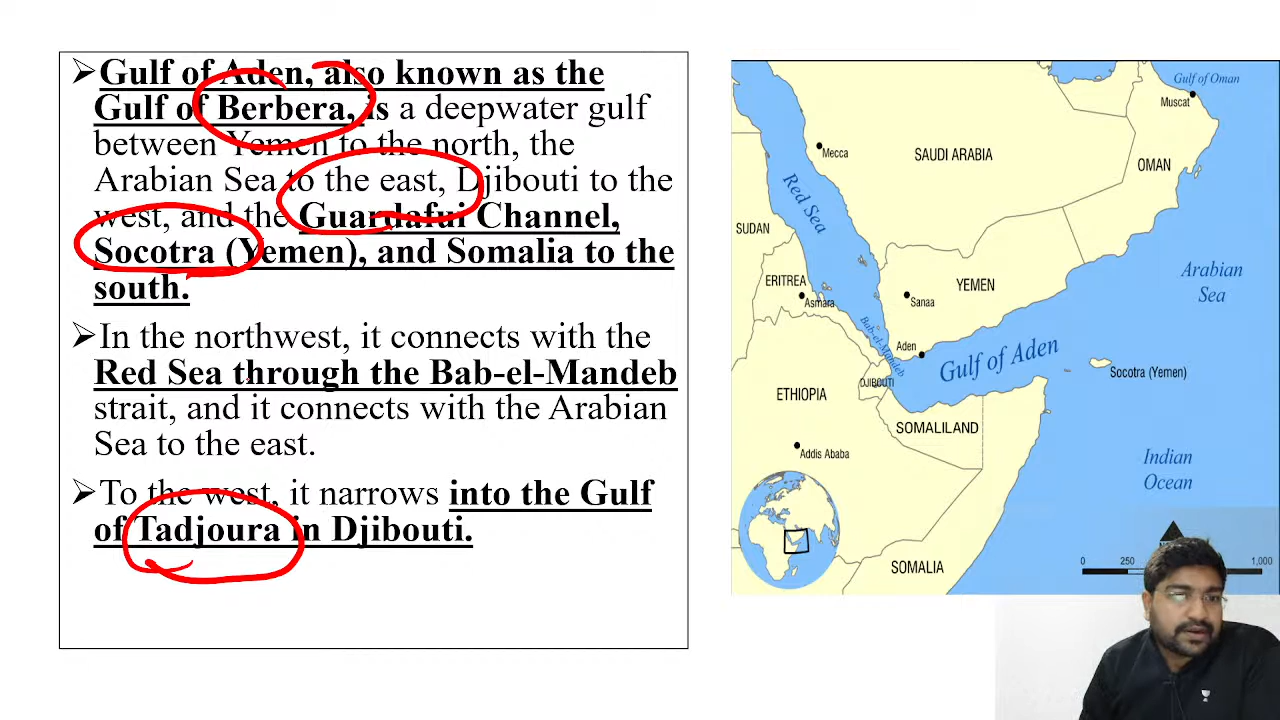 ➢Gulf of Aden, also known as the
Gulf of Berbera, is a deepwater gulf
between Yemen to the north, the
Arabian Sea to the east, Djibouti to the
west, and the Guardafui Channel,
Socotra (Yemen), and Somalia to the
south.
➢In the northwest, it connects with the
Red Sea through the Bab-el-Mandeb
strait, and it connects with the Arabian
Sea to the east.
➢To the west, it narrows into the Gulf
of Tadjoura in Djibouti.
Gulf of Oman
Muscat
Mecca
SAUDI ARABIA
OMAN
Red Sea
SUDAN
Arabian
Sea
ERITREA
Asmara
Sanaa
YEMEN
Bab-el-Mandeb
Aden
Gulf of Aden
Socotra (Yemen)
DJIBOUTI
ETHIOPIA
SOMALILAND
Addis Ababa
Indian
Ocean
SOMALIA
0 250 1,000